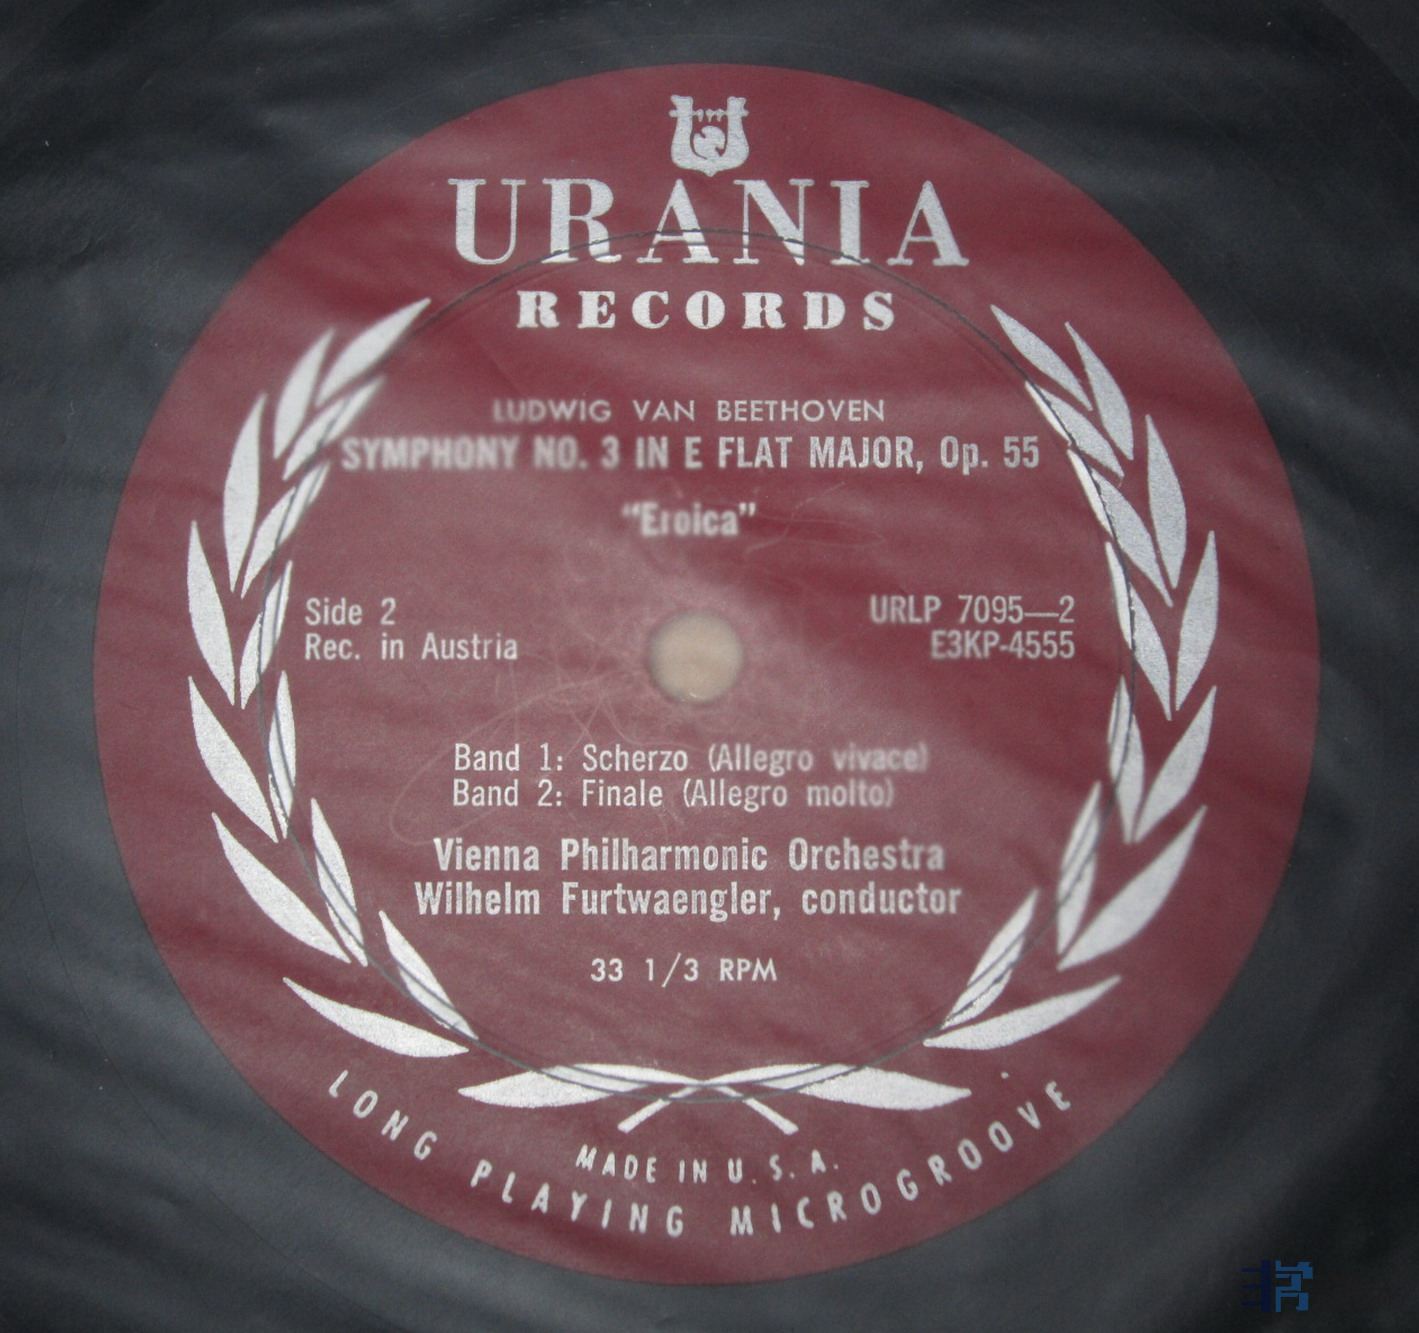 URANIA
RECORDS
LUDWIG VAN BEETHOVEN
SYMPHONY NO. 3 IN E FLAT MAJOR, Op. 55
“Eroica”
Side 2
Rec. in Austria
URLP 7095—2
E3KP-4555
Band 1: Scherzo (Allegro vivace)
Band 2: Finale (Allegro molto)
Vienna Philharmonic Orchestra
Wilhelm Furtwaengler, conductor
33 1/3 RPM
MADE IN U. S. A.
LONG PLAYING MICROGROOVE